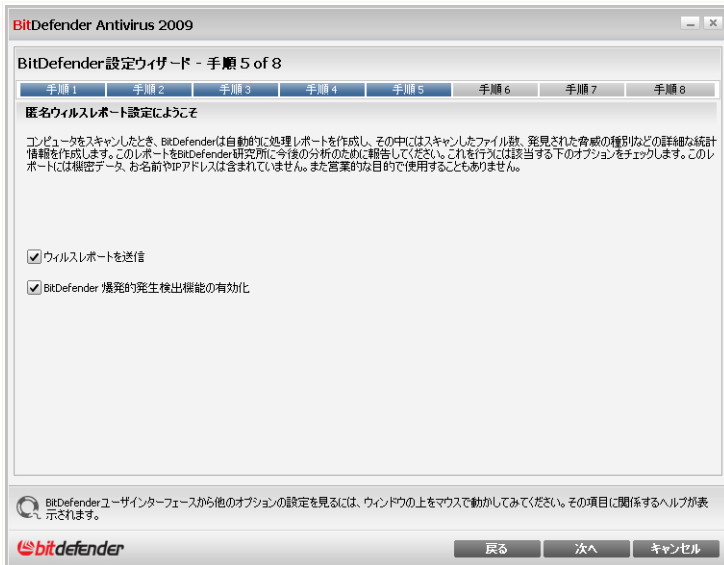 BitDefender Antivirus 2009
BitDefender設定ウィザード - 手順 5 of 8
手順 1 手順 2 手順 3 手順 4 手順 5 手順 6 手順 7 手順 8
匿名ウィルスレポート設定にようこそ
コンピュータをスキャンしたとき、BitDefenderは自動的に処理レポートを作成し、その中にはスキャンしたファイル数、発見された脅威の種別などの詳細な統計
情報を作成します。このレポートをBitDefender研究所に今後の分析のために報告してください。これを行うには該当する下のオプションをチェックします。このレ
ポートには機密データ、お名前やIPアドレスは含まれていません。また営業的な目的で使用することもありません。
ウィルスレポートを送信
BitDefender 爆発的発生検出機能の有効化
BitDefenderユーザインターフェースから他のオプションの設定を見るには、ウィンドウの上をマウスで動かしてみてください。その項目に関係するヘルプが表
示されます。
bitdefender
戻る 次へ キャンセル